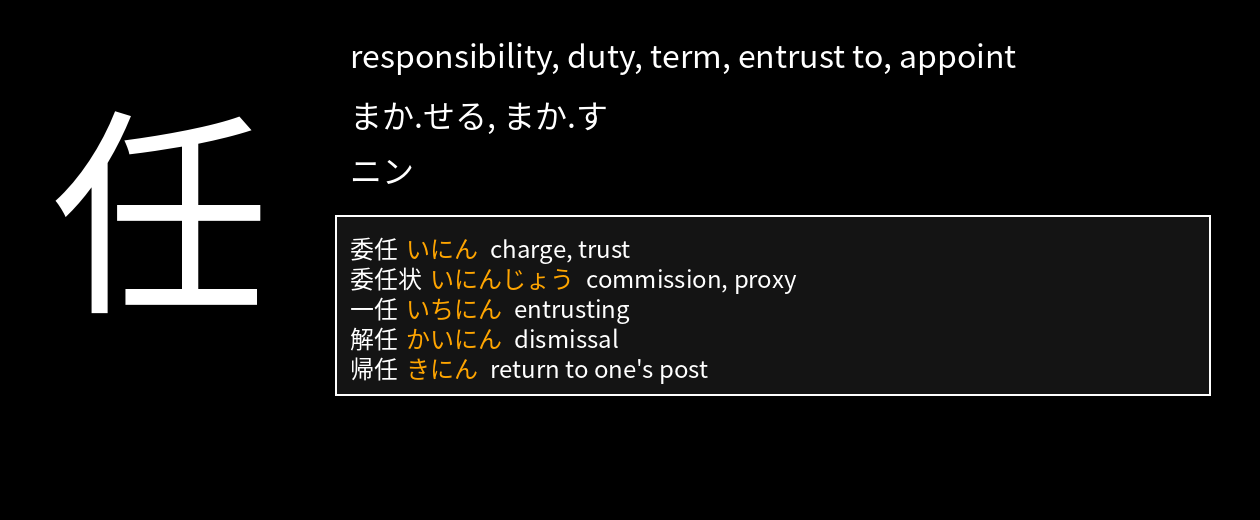 任
responsibility, duty, term, entrust to, appoint
まか.せる, まか.す
ニン
委任 いにん charge, trust
委任状 いにんじょう commission, proxy
一任 いちにん entrusting
解任 かいにん dismissal
帰任 きにん return to one's post